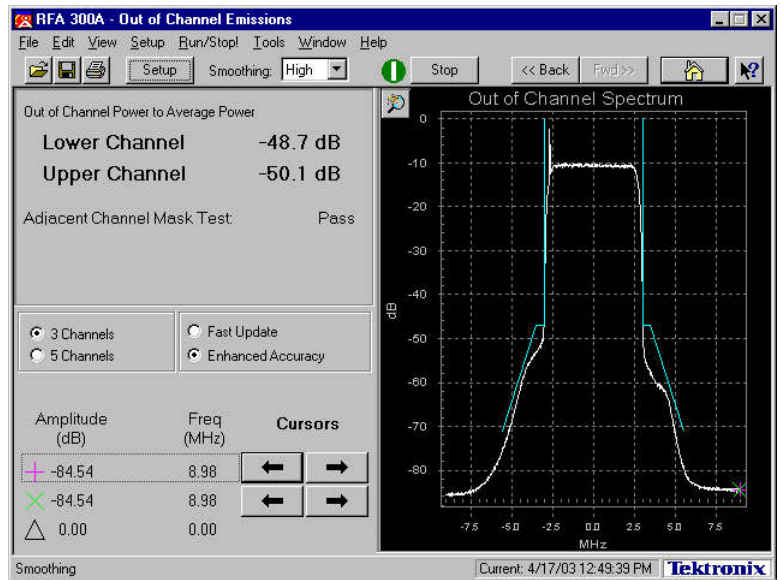 RFA 300A - Out of Channel Emissions
File Edit View Setup Run/Stop! Tools Window Help
Setup Smoothing: High Stop << Back Fwd >>
Out of Channel Power to Average Power
Lower Channel -48.7 dB
Upper Channel -50.1 dB
Adjacent Channel Mask Test: Pass
3 Channels
5 Channels
Fast Update
Enhanced Accuracy
Amplitude (dB) Freq (MHz) Cursors
-84.54 8.98
-84.54 8.98
0.00 0.00
Out of Channel Spectrum
0
-10
-20
-30
-40
-50
-60
-70
-80
dB
-7.5 -5.0 -2.5 0.0 2.5 5.0 7.5
MHz
Smoothing Current: 4/17/03 12:49:39 PM Tektronix